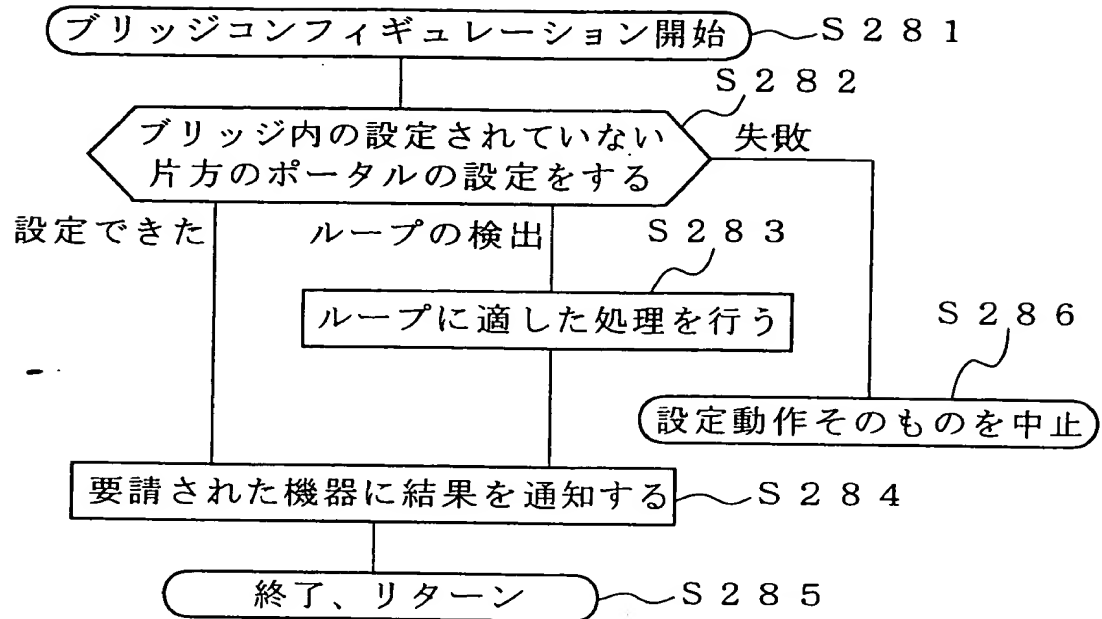 ブリッジコンフィギュレーション開始
S281
S282
ブリッジ内の設定されていない
片方のポータルの設定をする
失敗
設定できた
ループの検出
S283
ループに適した処理を行う
S286
設定動作そのものを中止
要請された機器に結果を通知する
S284
終了、リターン
S285